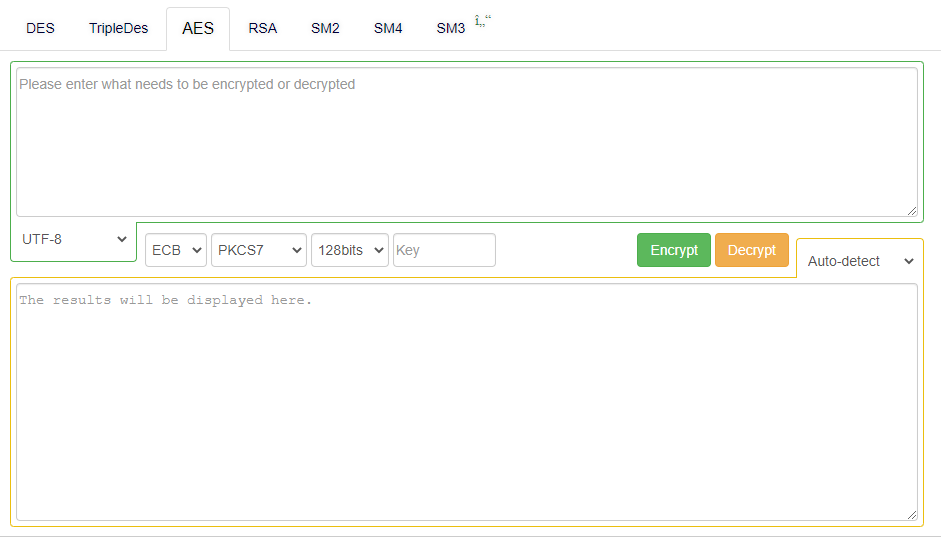 DES TripleDes AES RSA SM2 SM4 SM3 î„“
Please enter what needs to be encrypted or decrypted
UTF-8 ECB PKCS7 128bits Key Encrypt Decrypt Auto-detect
The results will be displayed here.